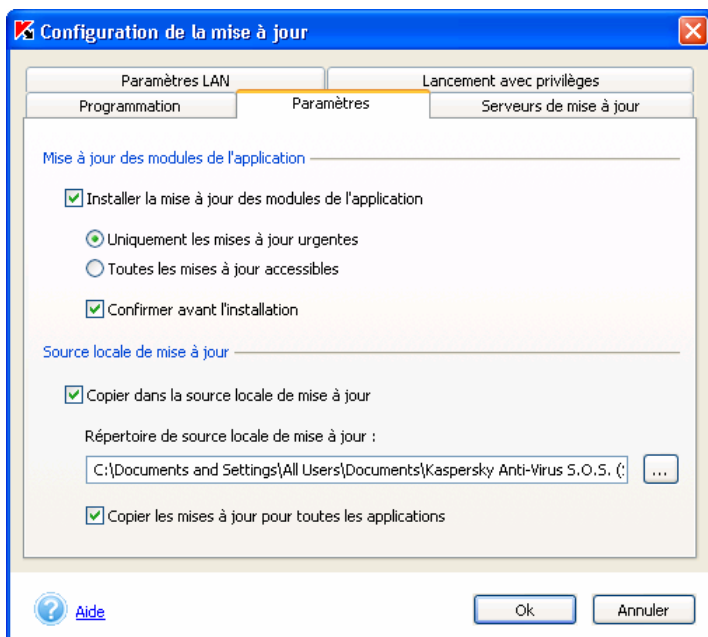 Configuration de la mise à jour
Paramètres LAN
Lancement avec privilèges
Programmation
Paramètres
Serveurs de mise à jour
Mise à jour des modules de l'application
Installer la mise à jour des modules de l'application
Uniquement les mises à jour urgentes
Toutes les mises à jour accessibles
Confirmer avant l'installation
Source locale de mise à jour
Copier dans la source locale de mise à jour
Répertoire de source locale de mise à jour :
C:\Documents and Settings\All Users\Documents\Kaspersky Anti-Virus S.O.S. (
...
Copier les mises à jour pour toutes les applications
Aide
Ok
Annuler